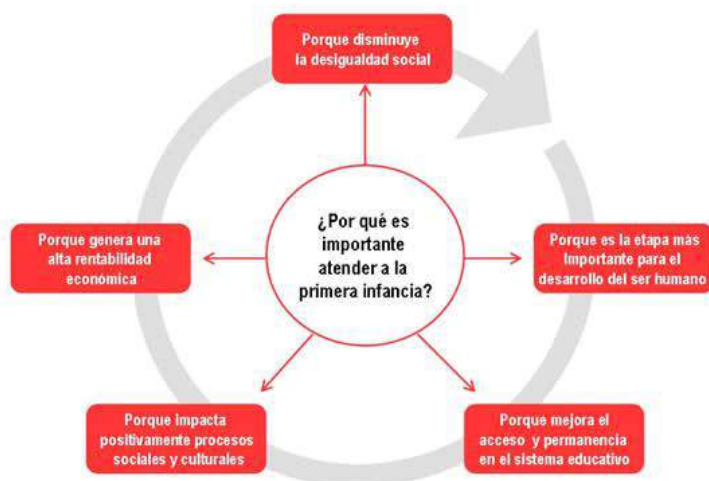 Porque disminuye
la desigualdad social
¿Por qué es
importante
atender a la
primera infancia?
Porque genera una
alta rentabilidad
económica
Porque es la etapa más
Importante para el
desarrollo del ser humano
Porque impacta
positivamente procesos
sociales y culturales
Porque mejora el
acceso y permanencia
en el sistema educativo